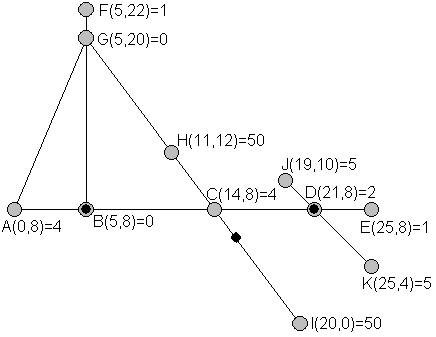 F(5,22)=1
G(5,20)=0
H(11,12)=50
J(19,10)=5
C(14,8)=4
D(21,8)=2
A(0,8)=4
B(5,8)=0
E(25,8)=1
K(25,4)=5
I(20,0)=50